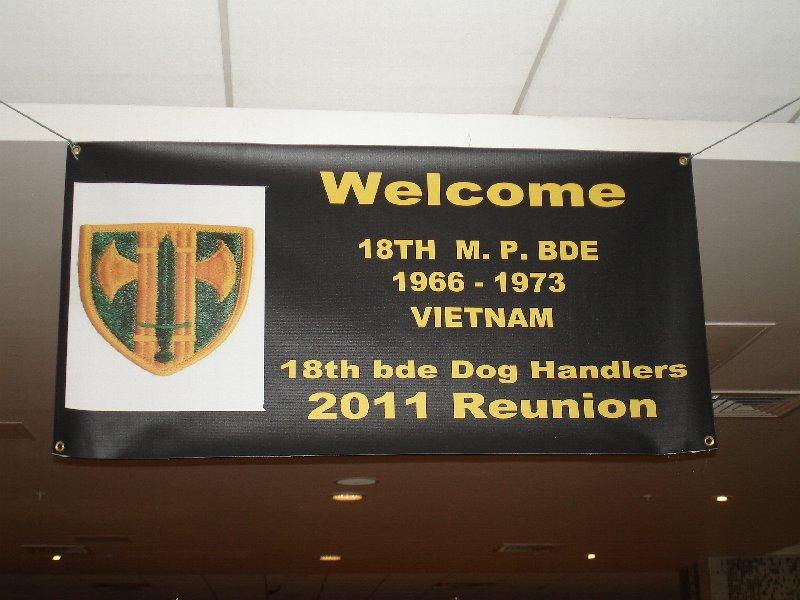 Welcome
18TH M. P. BDE
1966 - 1973
VIETNAM
18th bde Dog Handlers
2011 Reunion